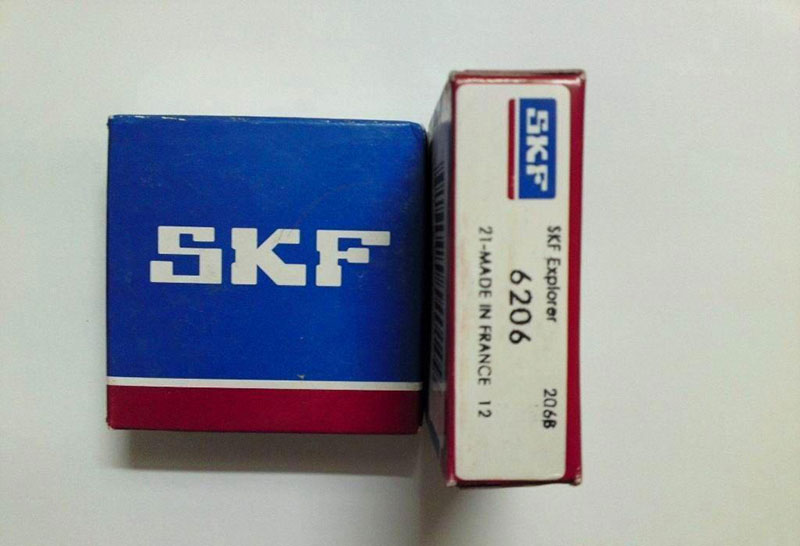 SKF
SKF
SKF Explorer 206B
6206
21-MADE IN FRANCE 12